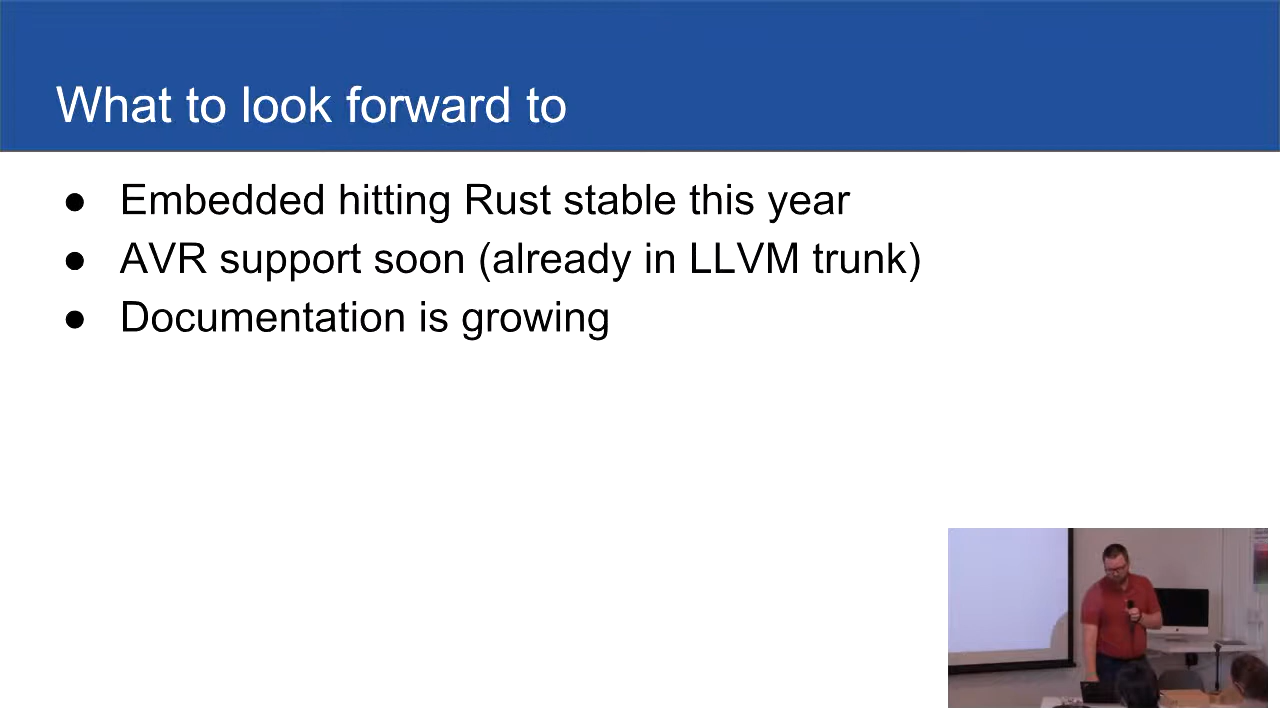 What to look forward to
● Embedded hitting Rust stable this year
● AVR support soon (already in LLVM trunk)
● Documentation is growing